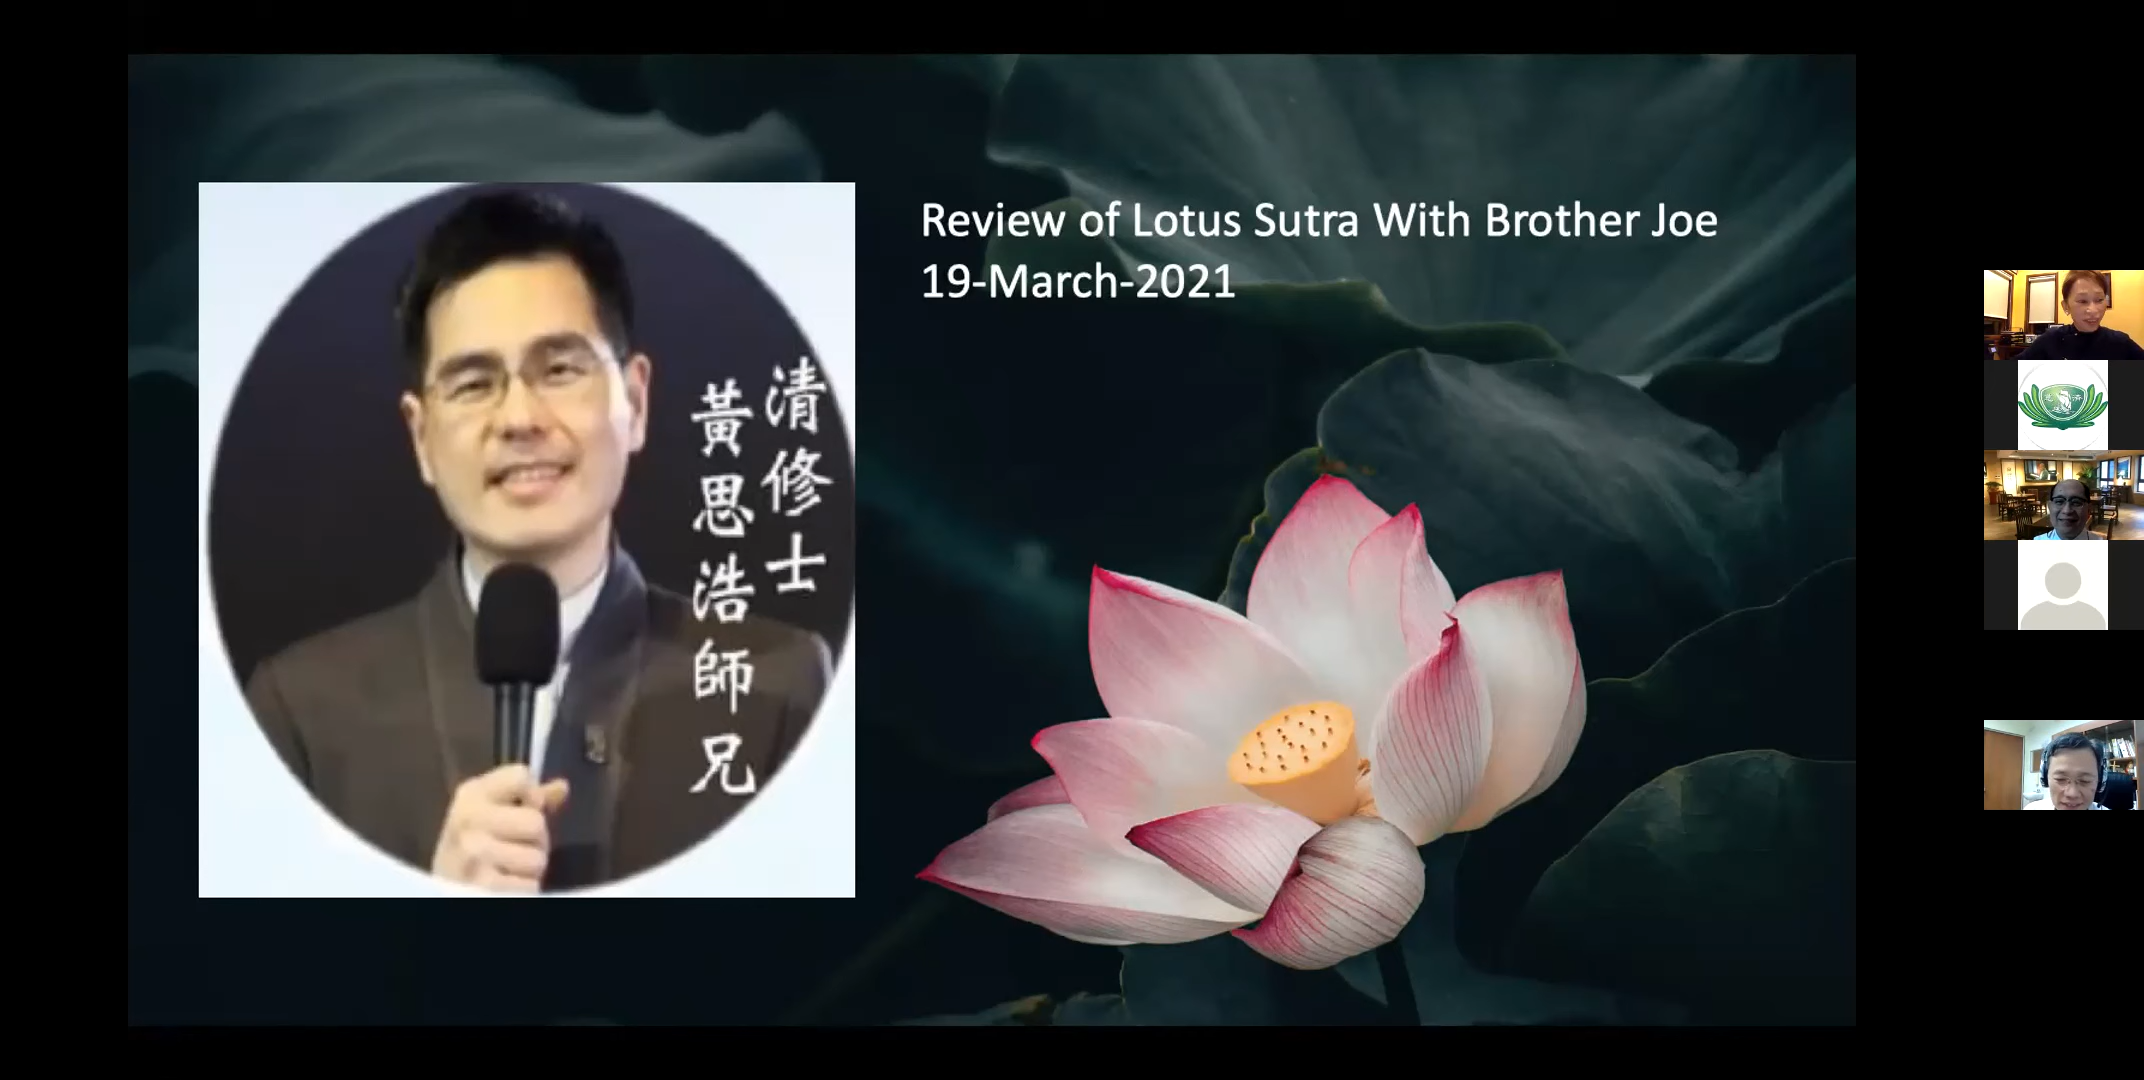 清修士
黃思浩師兄
Review of Lotus Sutra With Brother Joe
19-March-2021